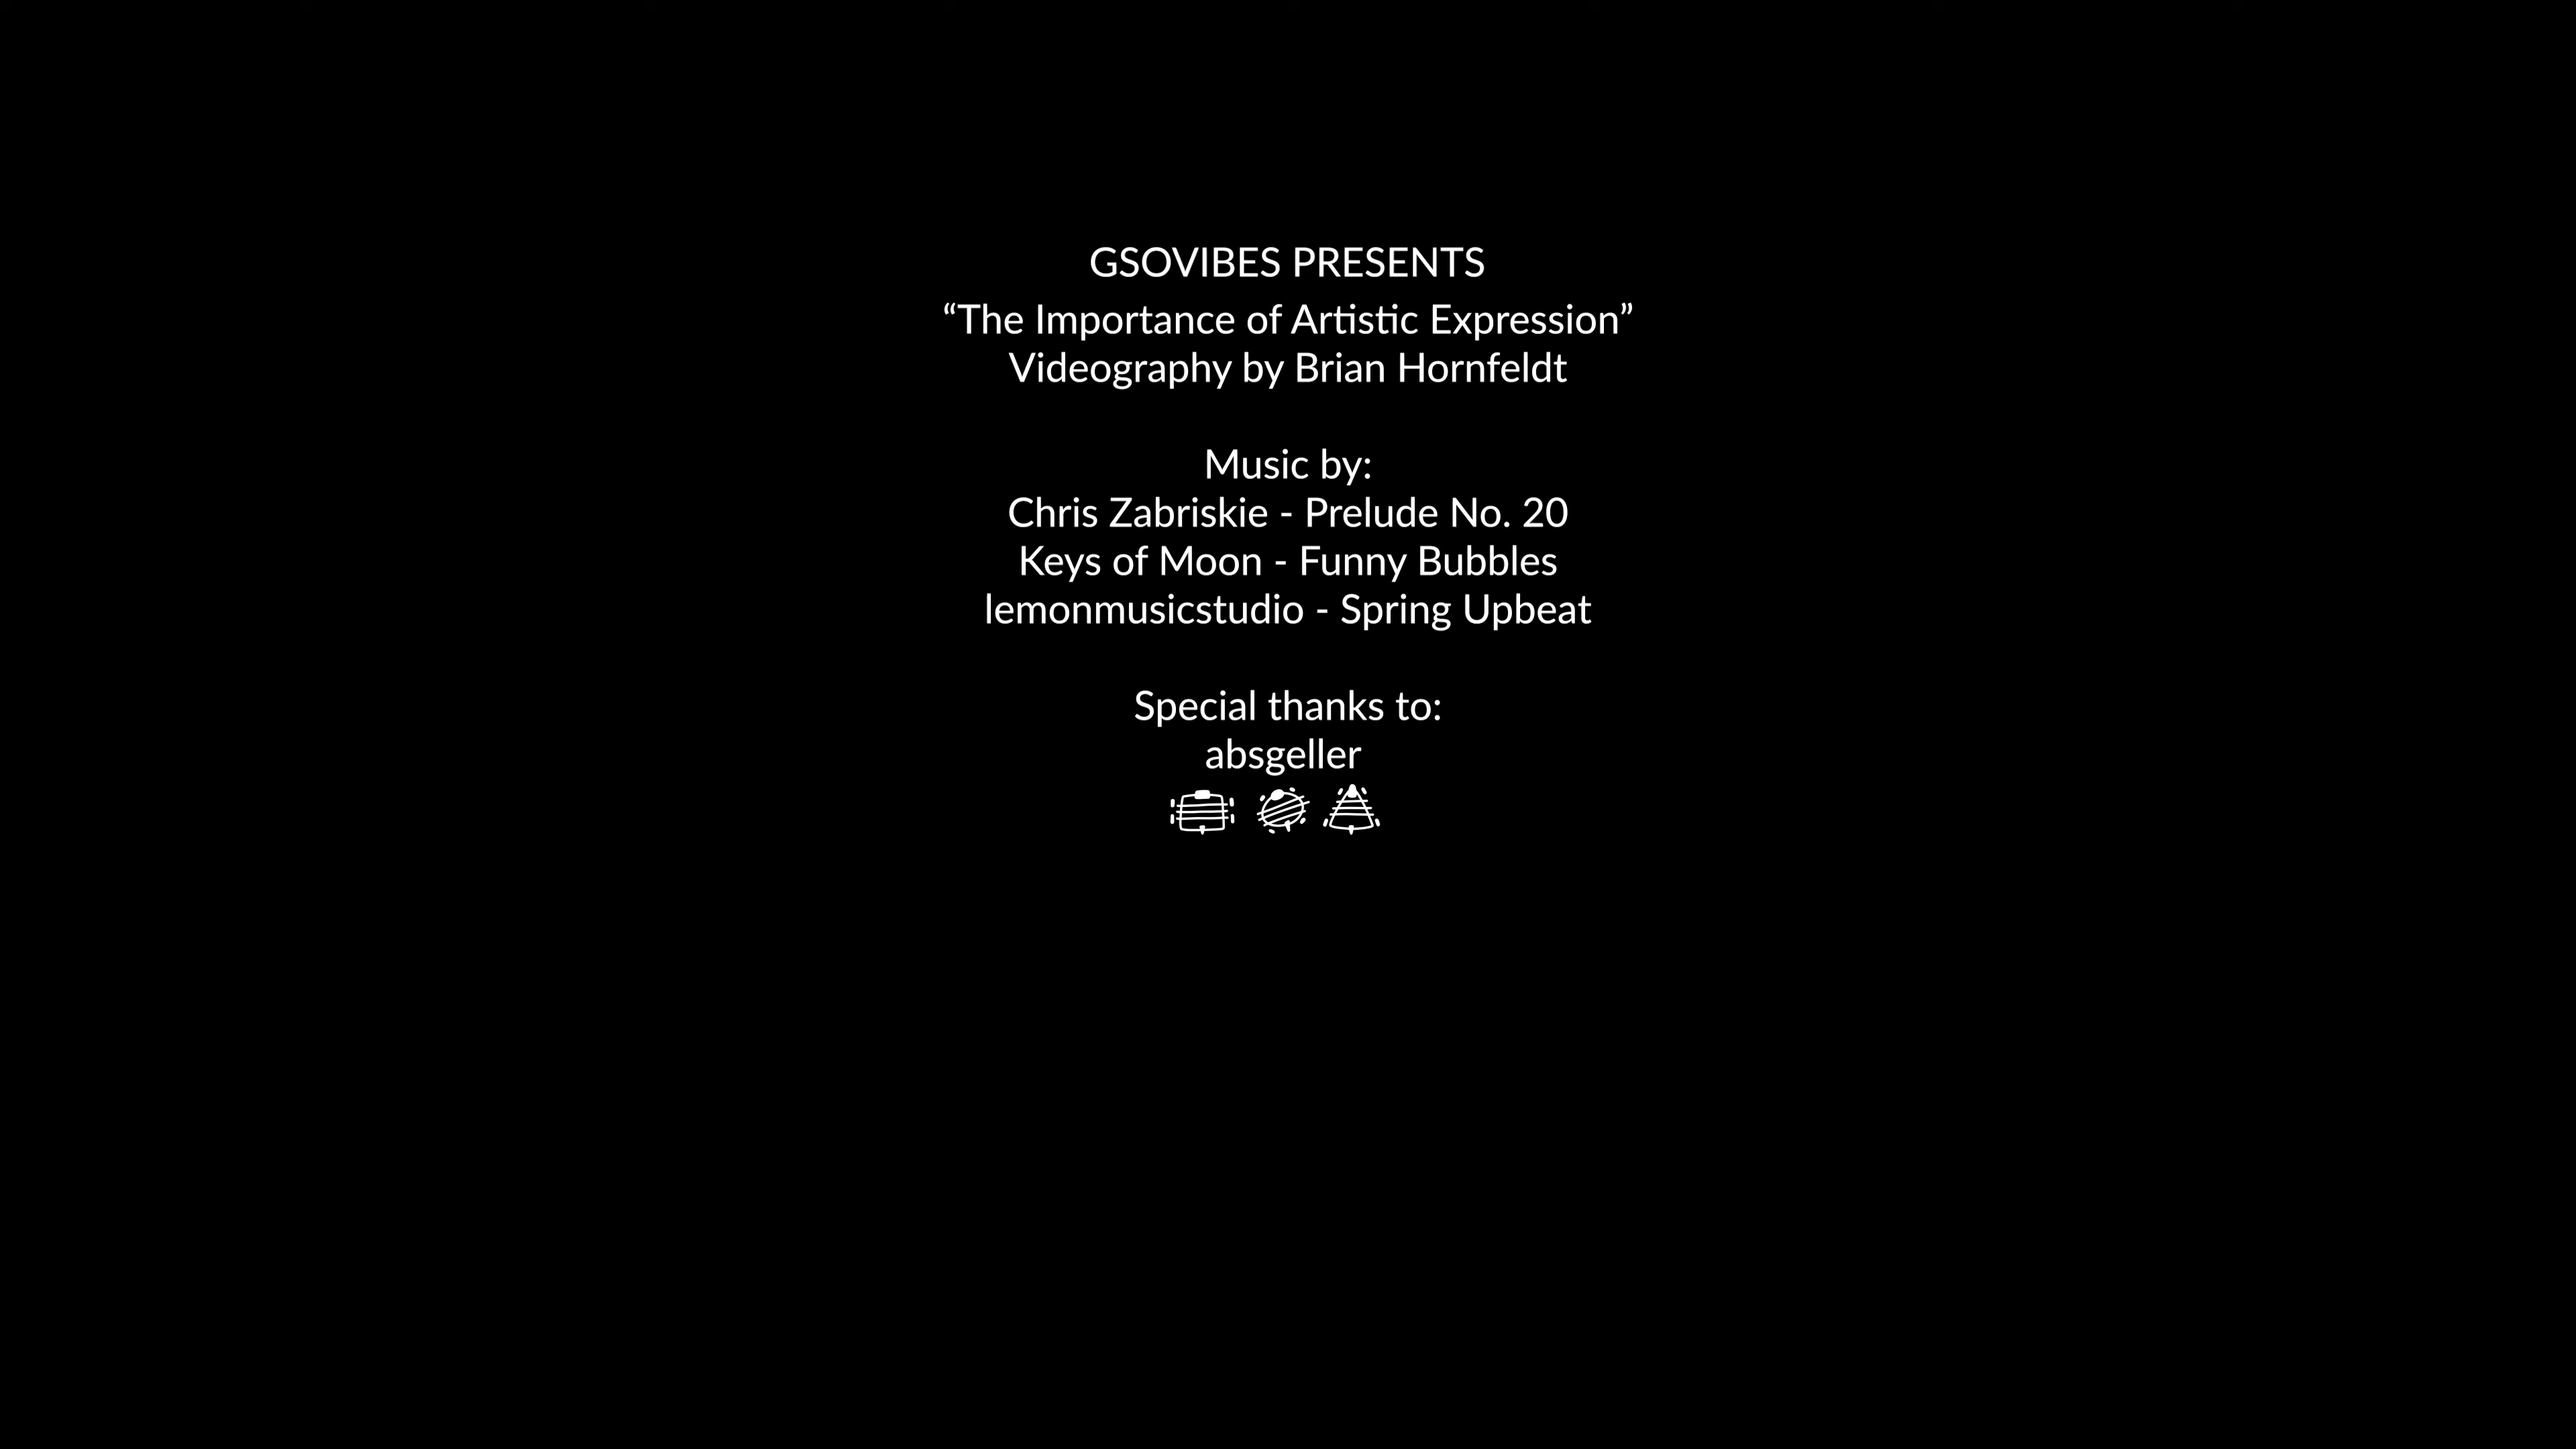 GSOVIBES PRESENTS
“The Importance of Artistic Expression”
Videography by Brian Hornfeldt
Music by:
Chris Zabriskie - Prelude No. 20
Keys of Moon - Funny Bubbles
lemonmusicstudio - Spring Upbeat
Special thanks to:
absgeller